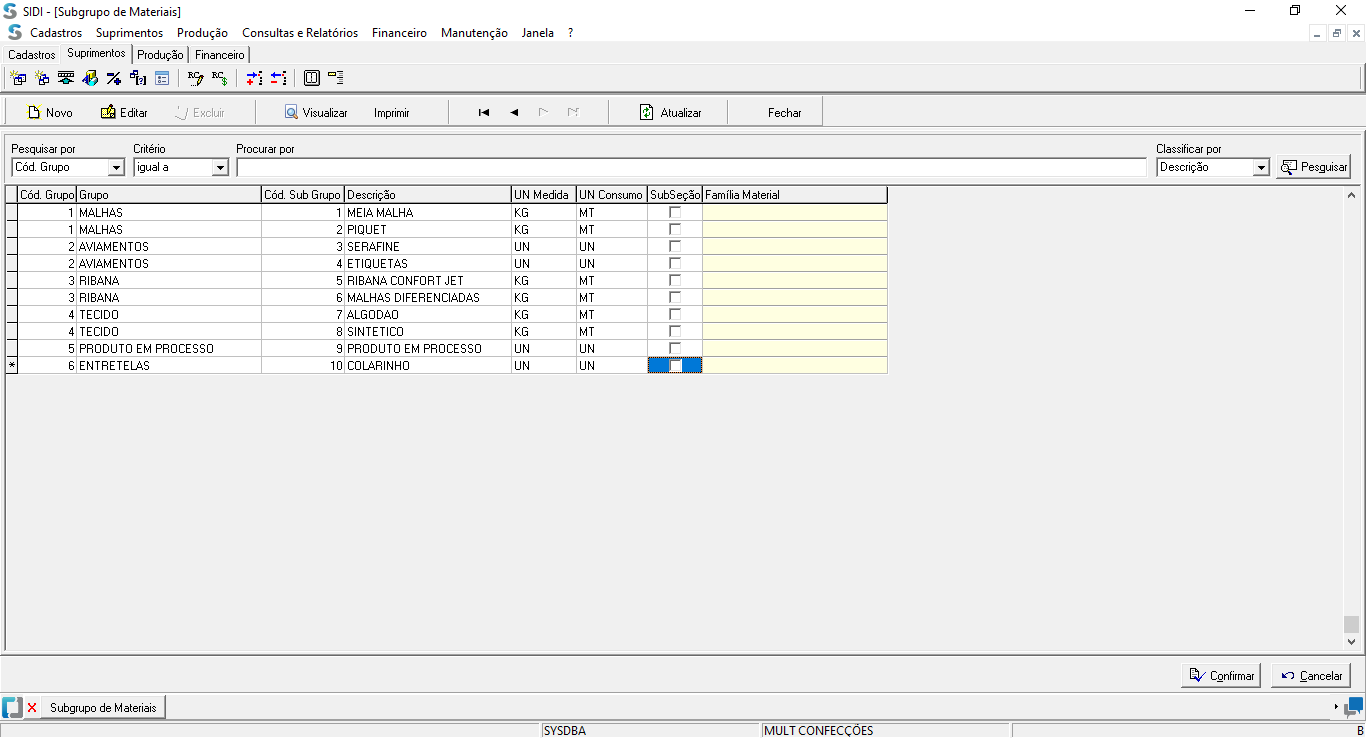 SIDI - [Subgrupo de Materiais]
Cadastros Suprimentos Produção Consultas e Relatórios Financeiro Manutenção Janela ?
Cadastros Suprimentos Produção Financeiro
Novo Editar Excluir Visualizar Imprimir Atualizar Fechar
Pesquisar por Critério Procurar por Classificar por
Cód. Grupo igual a Descrição Pesquisar
Cód. Grupo Grupo Cód. Sub Grupo Descrição UN Medida UN Consumo SubSeção Família Material
1 MALHAS 1 MEIA MALHA KG MT
1 MALHAS 2 PIQUET KG MT
2 AVIAMENTOS 3 SERAFINE UN UN
2 AVIAMENTOS 4 ETIQUETAS UN UN
3 RIBANA 5 RIBANA CONFORT JET KG MT
3 RIBANA 6 MALHAS DIFERENCIADAS KG MT
4 TECIDO 7 ALGODAO KG MT
4 TECIDO 8 SINTETICO KG MT
5 PRODUTO EM PROCESSO 9 PRODUTO EM PROCESSO UN UN
* 6 ENTRETELAS 10 COLARINHO UN UN
Confirmar Cancelar
Subgrupo de Materiais
SYSDBA MULT CONFECÇÕES B